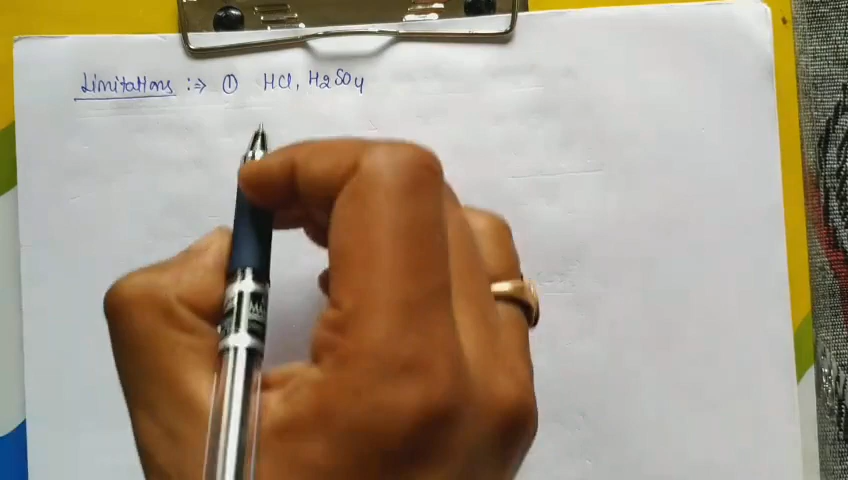 Limitations :⇒ ① HCl, H2SO4